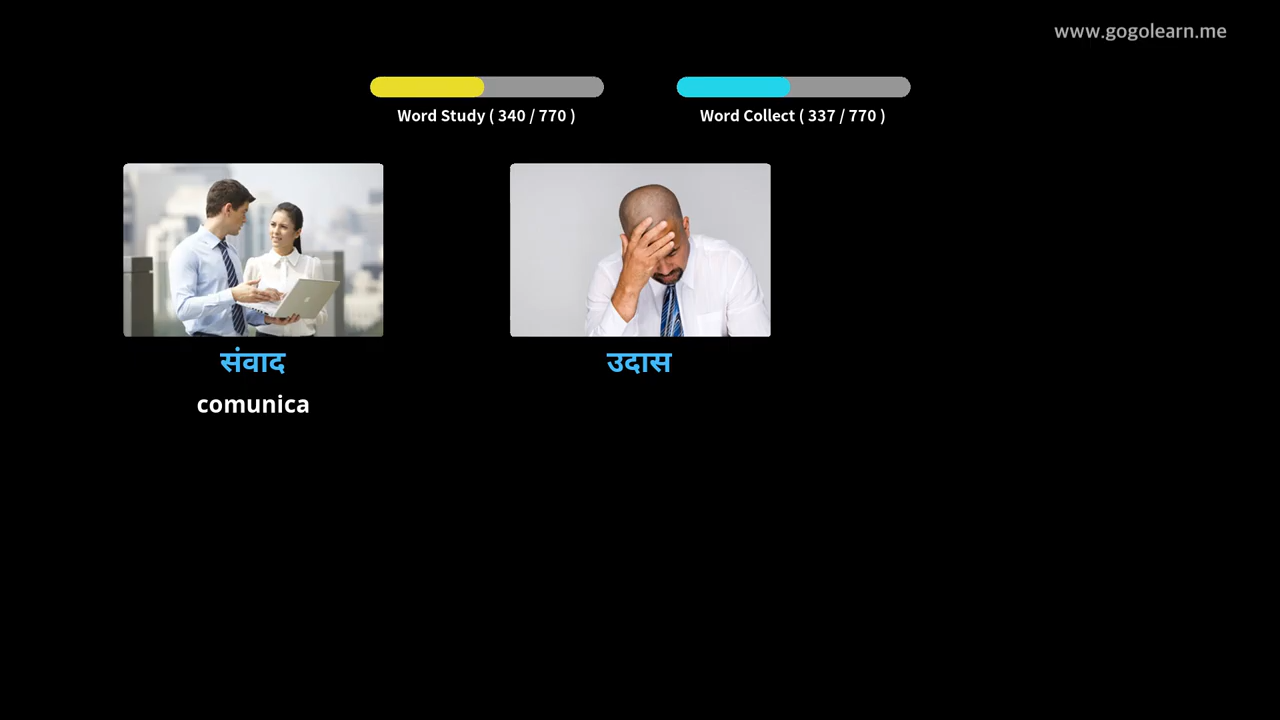 www.gogolearn.me
Word Study ( 340 / 770 )
Word Collect ( 337 / 770 )
संवाद
उदास
comunica